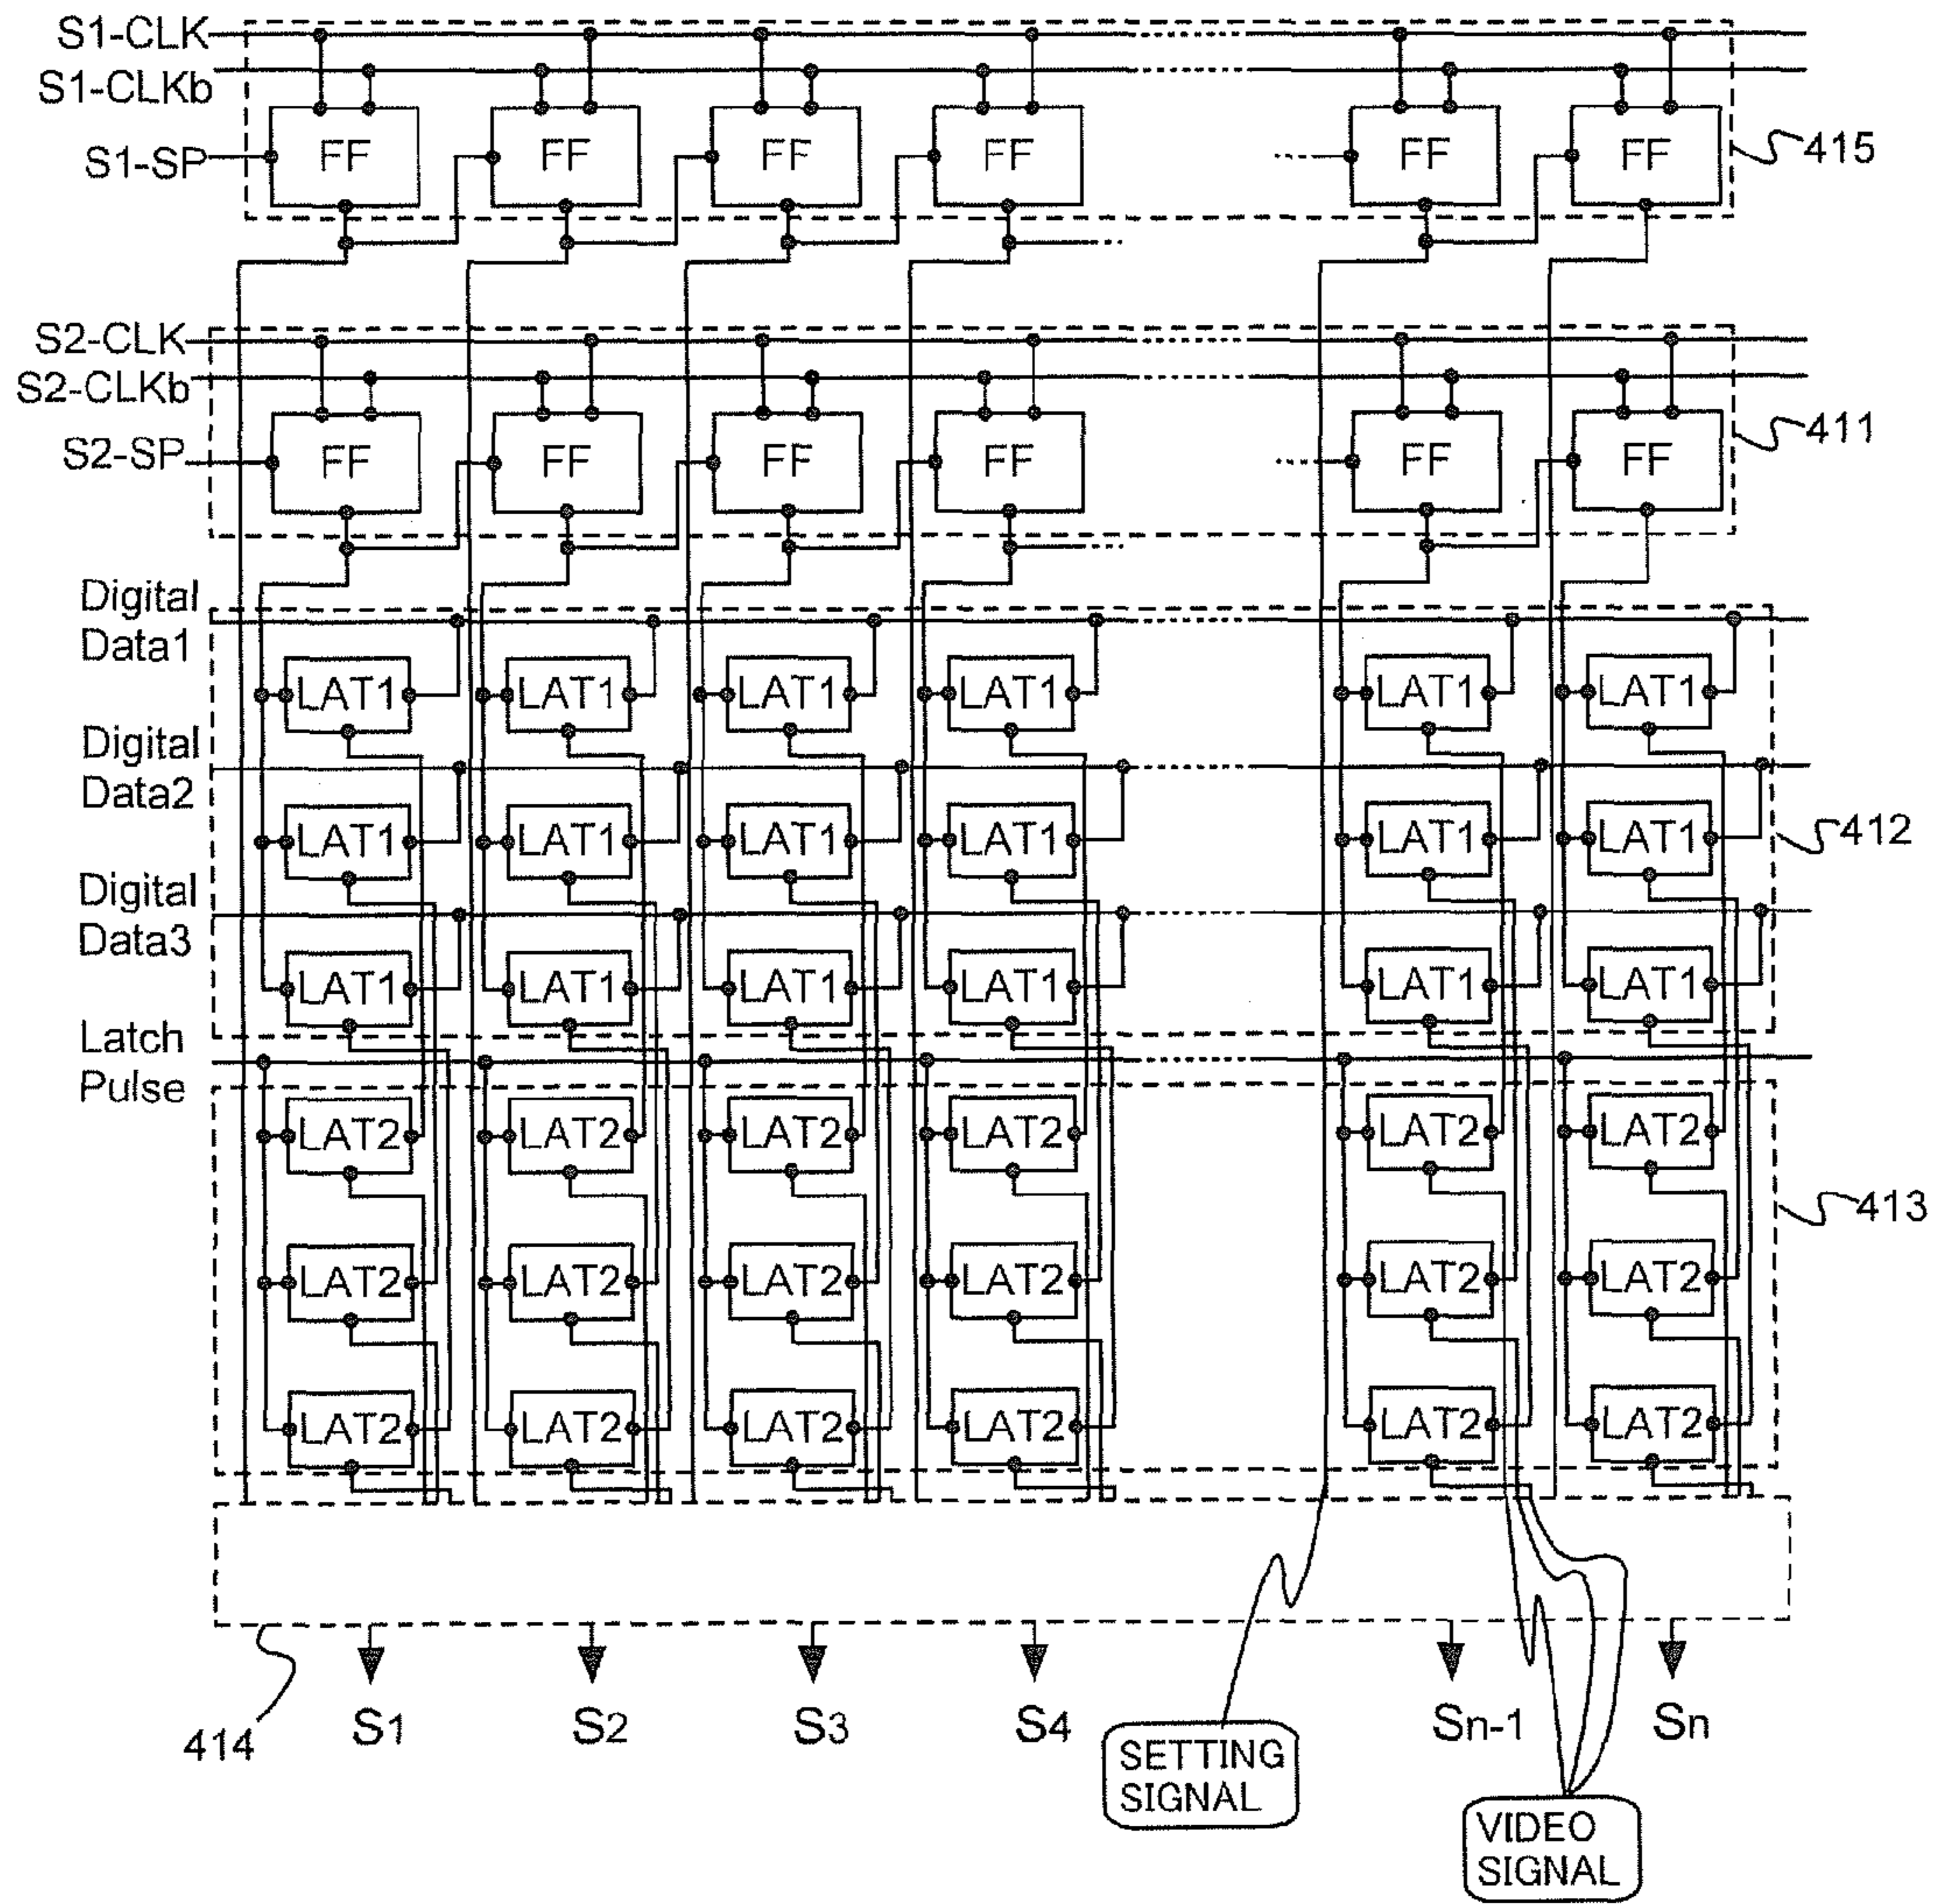 S1-CLK
S1-CLKb
S1-SP
FF FF FF FF FF FF
415
S2-CLK
S2-CLKb
S2-SP
FF FF FF FF FF FF
411
Digital
Data1
LAT1 LAT1 LAT1 LAT1 LAT1 LAT1
Digital
Data2
LAT1 LAT1 LAT1 LAT1 LAT1 LAT1
412
Digital
Data3
LAT1 LAT1 LAT1 LAT1 LAT1 LAT1
Latch
Pulse
LAT2 LAT2 LAT2 LAT2 LAT2 LAT2
413
LAT2 LAT2 LAT2 LAT2 LAT2 LAT2
LAT2 LAT2 LAT2 LAT2 LAT2 LAT2
414
S1 S2 S3 S4 Sn-1 Sn
SETTING
SIGNAL
VIDEO
SIGNAL